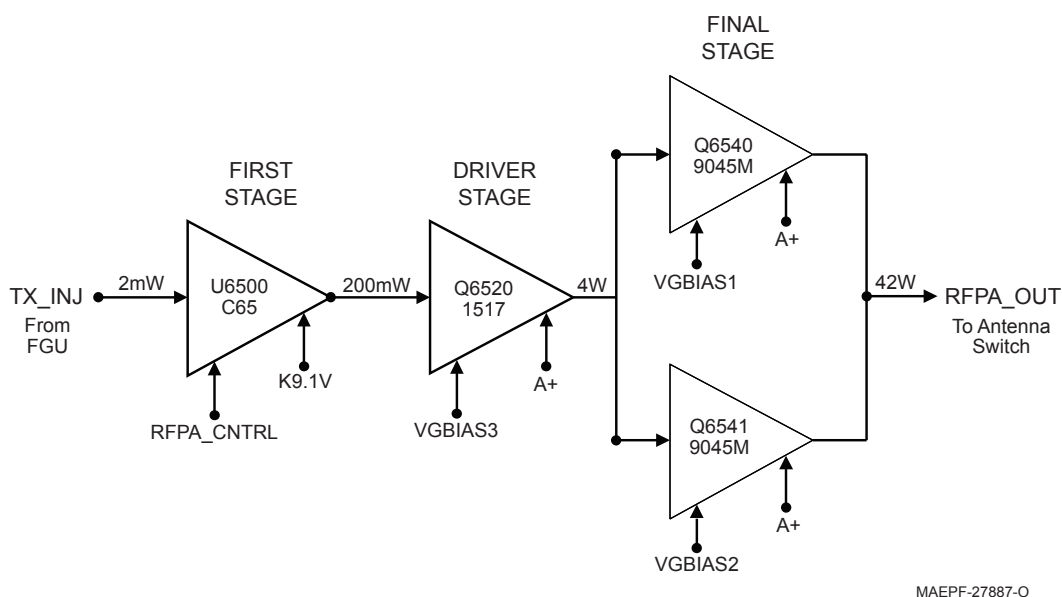 FINAL
STAGE
Q6540
9045M
A+
VGBIAS1
FIRST
STAGE
DRIVER
STAGE
TX_INJ
From
FGU
2mW
U6500
C65
K9.1V
RFPA_CNTRL
200mW
Q6520
1517
A+
VGBIAS3
4W
42W
RFPA_OUT
To Antenna
Switch
Q6541
9045M
A+
VGBIAS2
MAEPF-27887-O